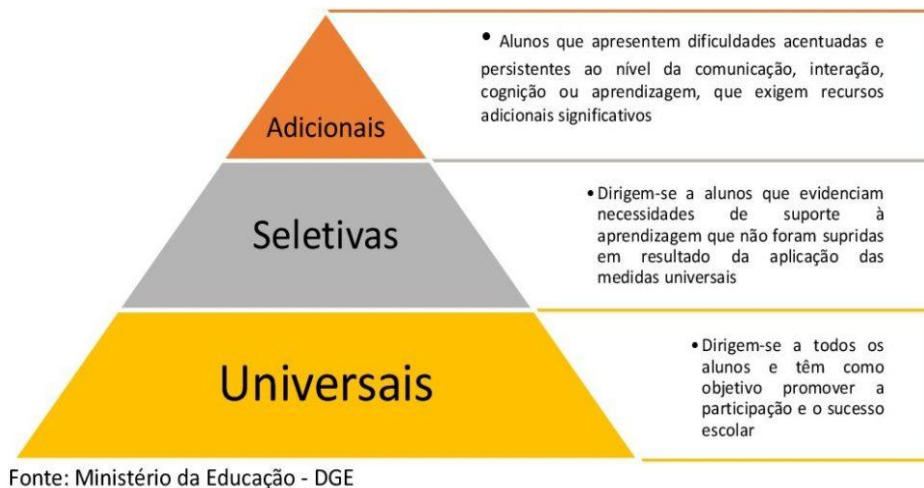 • Alunos que apresentem dificuldades acentuadas e
persistentes ao nível da comunicação, interação,
cognição ou aprendizagem, que exigem recursos
adicionais significativos
Adicionais
• Dirigem-se a alunos que evidenciam
necessidades de suporte à
aprendizagem que não foram supridas
em resultado da aplicação das
medidas universais
Seletivas
• Dirigem-se a todos os
alunos e têm como
objetivo promover a
participação e o sucesso
escolar
Universais
Fonte: Ministério da Educação - DGE